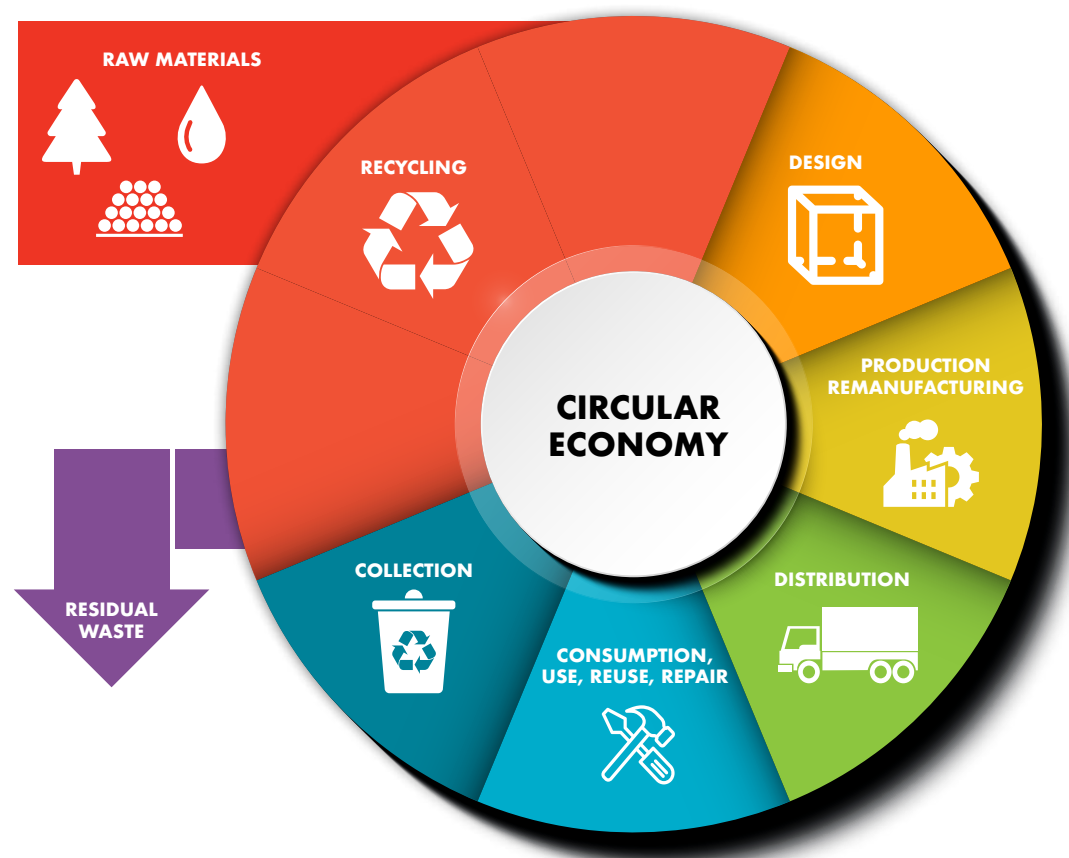 RAW MATERIALS
RECYCLING
DESIGN
PRODUCTION
REMANUFACTURING
CIRCULAR
ECONOMY
DISTRIBUTION
CONSUMPTION,
USE, REUSE, REPAIR
COLLECTION
RESIDUAL
WASTE